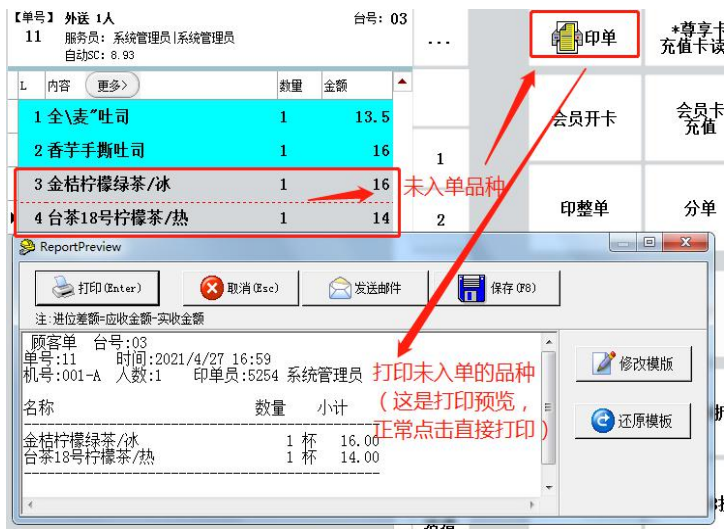 【单号】 外送 1人 台号: 03
11 服务员: 系统管理员|系统管理员
自动SC: 8.93
L 内容 更多> 数量 金额
1 全\麦"吐司 1 13.5
2 香芋手撕吐司 1 16
3 金桔柠檬绿茶/冰 1 16
4 台茶18号柠檬茶/热 1 14
未入单品种
...
1
2
印单
*尊享卡
充值卡读
会员开卡
会员卡
充值
印整单
分单
ReportPreview
打印(Enter) 取消(Esc) 发送邮件 保存(F8)
注:进位差额=应收金额-实收金额
顾客单 台号:03
单号:11 时间:2021/4/27 16:59
机号:001-A 人数:1 印单员:5254 系统管理员
名称 数量 小计
金桔柠檬绿茶/冰 1 杯 16.00
台茶18号柠檬茶/热 1 杯 14.00
打印未入单的品种
(这是打印预览,
正常点击直接打印)
修改模版
还原模板